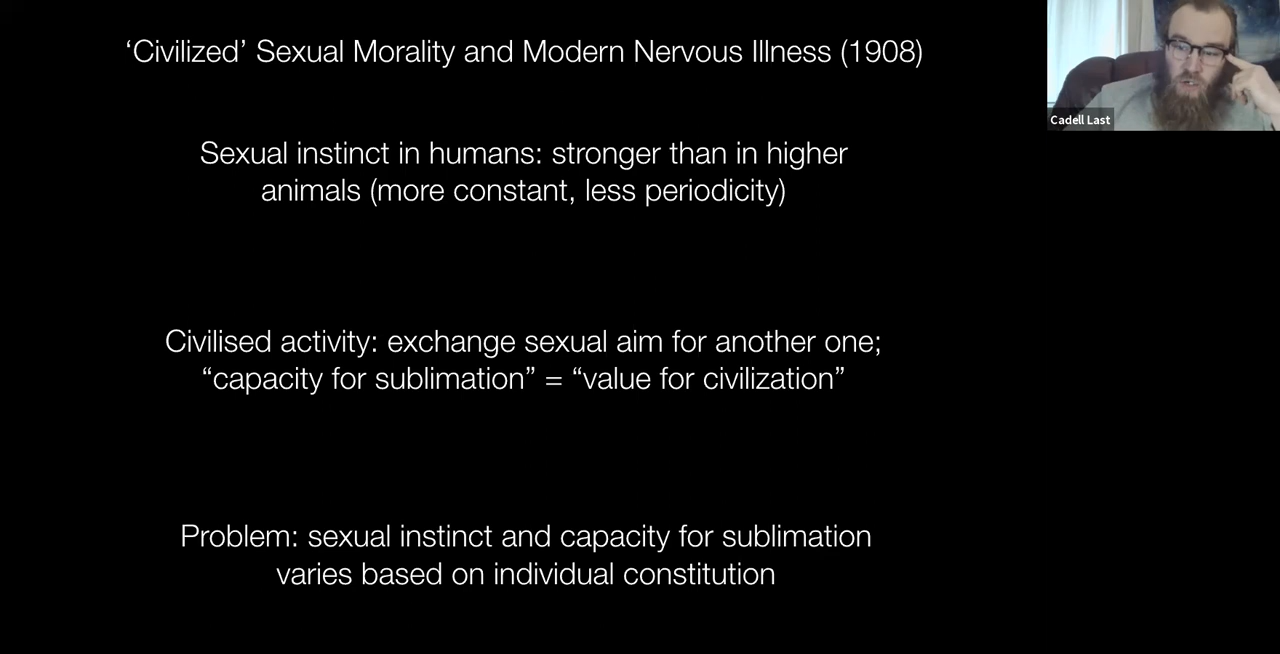 ‘Civilized’ Sexual Morality and Modern Nervous Illness (1908)
Cadell Last
Sexual instinct in humans: stronger than in higher
animals (more constant, less periodicity)
Civilised activity: exchange sexual aim for another one;
“capacity for sublimation” = “value for civilization”
Problem: sexual instinct and capacity for sublimation
varies based on individual constitution